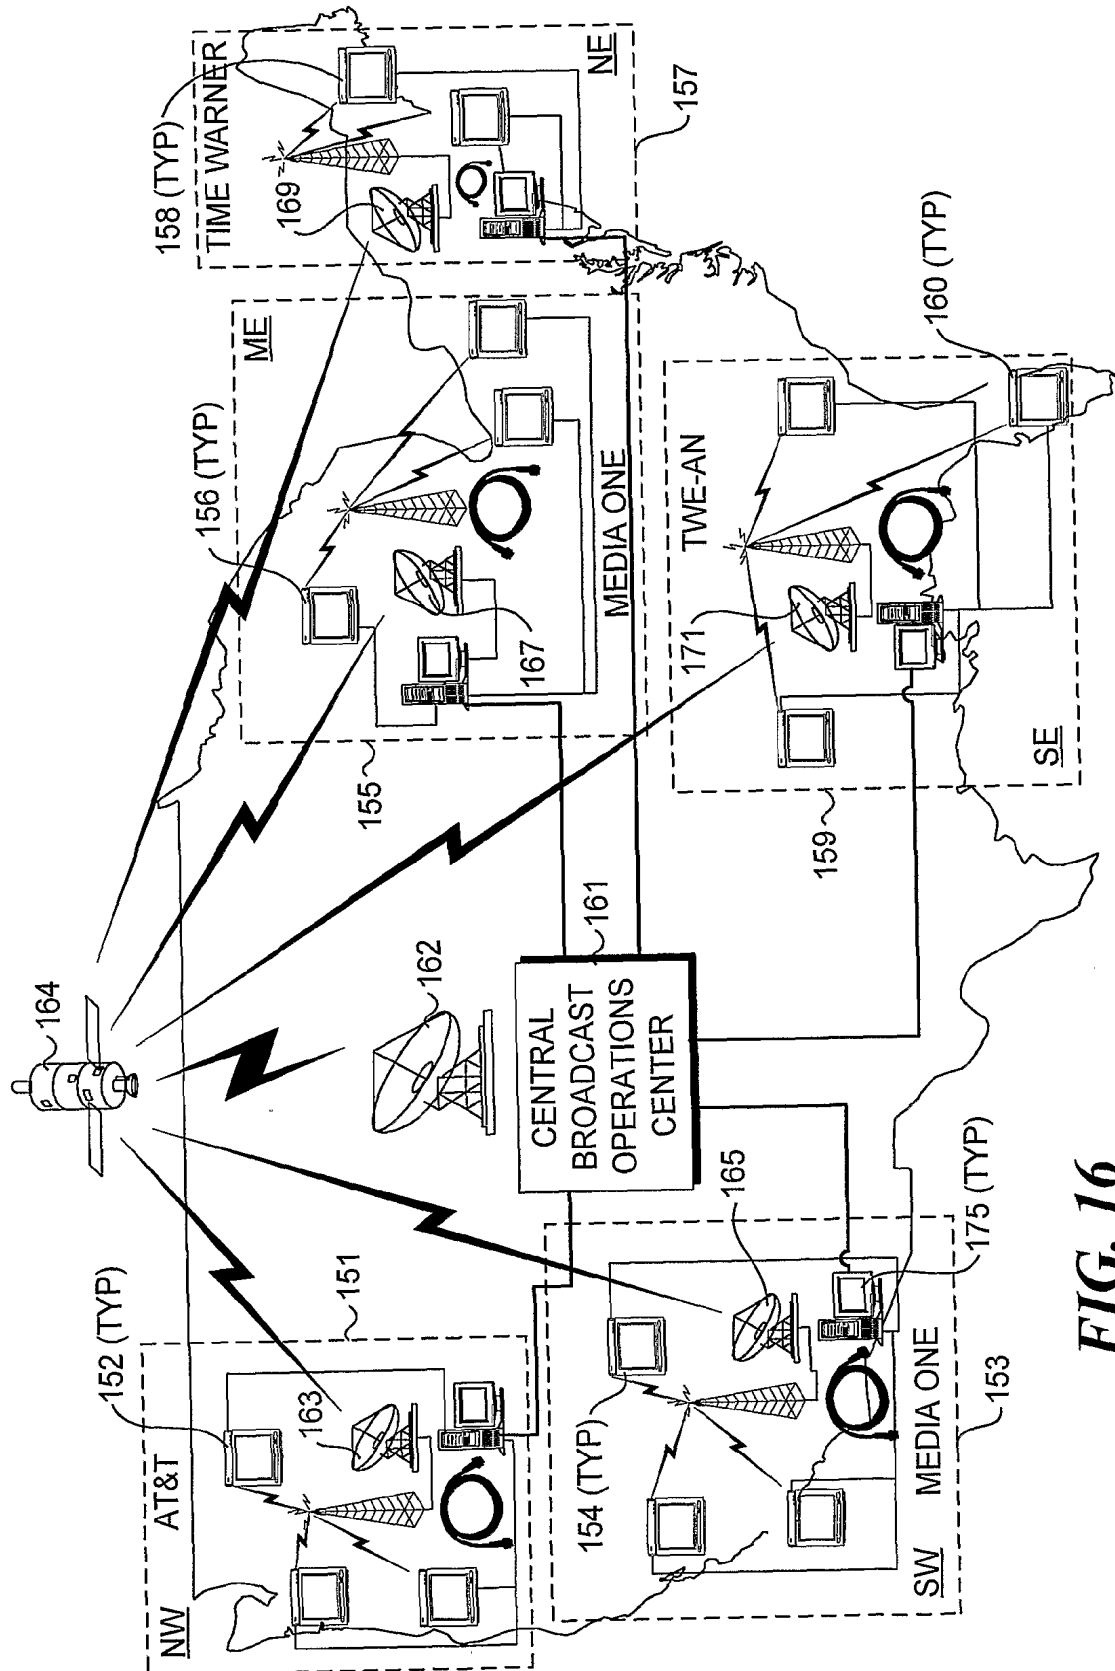 164
162
CENTRAL
BROADCAST
OPERATIONS
CENTER
161
NW
AT&T
152 (TYP)
151
163
154 (TYP)
165
175 (TYP)
SW
MEDIA ONE
153
156 (TYP)
ME
155
167
MEDIA ONE
158 (TYP)
TIME WARNER
169
NE
157
TWE-AN
171
160 (TYP)
159
SE
FIG. 16